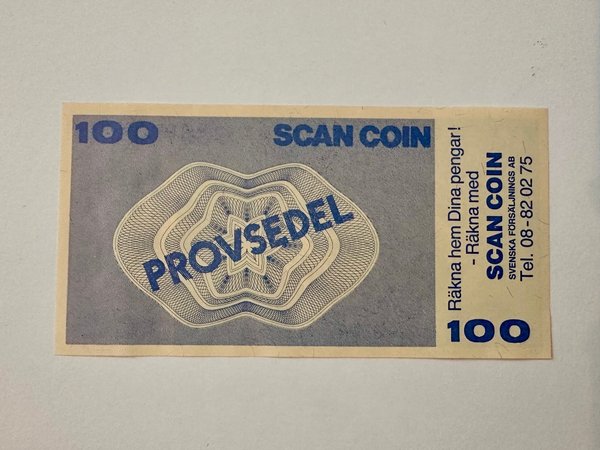 100
SCAN COIN
PROVSEDEL
Räkna hem Dina pengar!
- Räkna med
SCAN COIN
SVENSKA FÖRSÄLJNINGS AB
Tel. 08-82 02 75
100